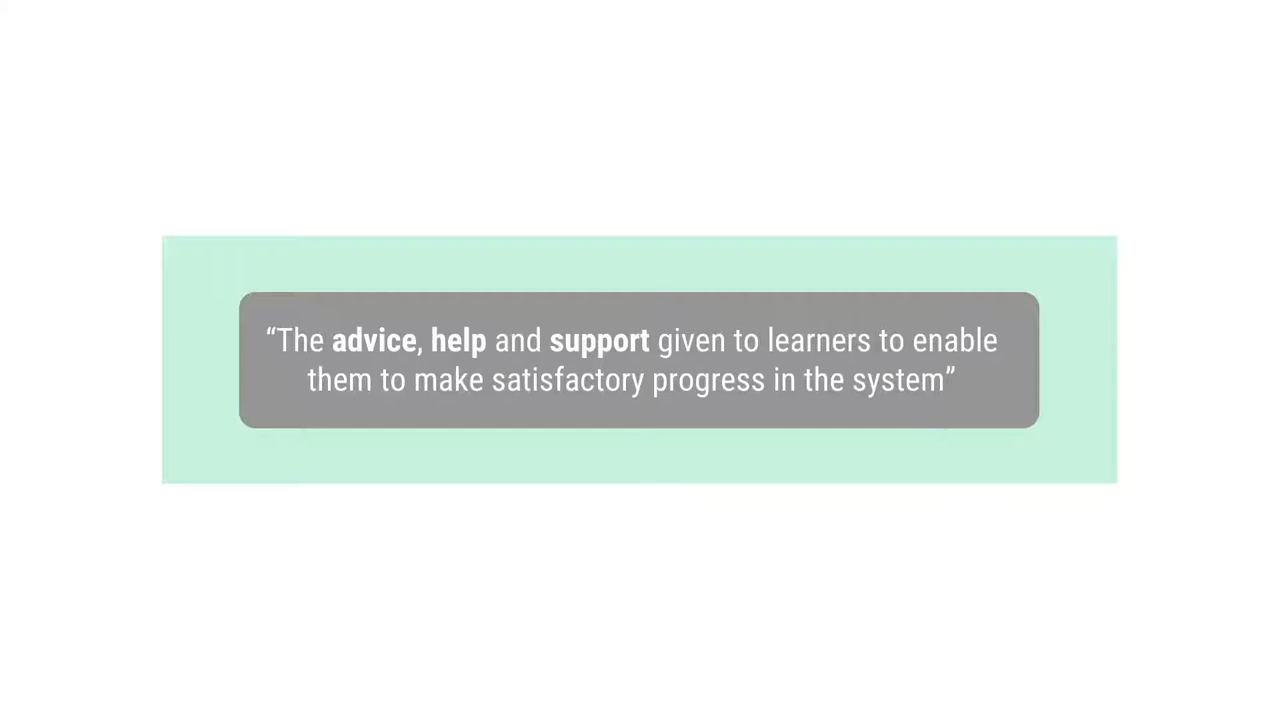 “The advice, help and support given to learners to enable
them to make satisfactory progress in the system”